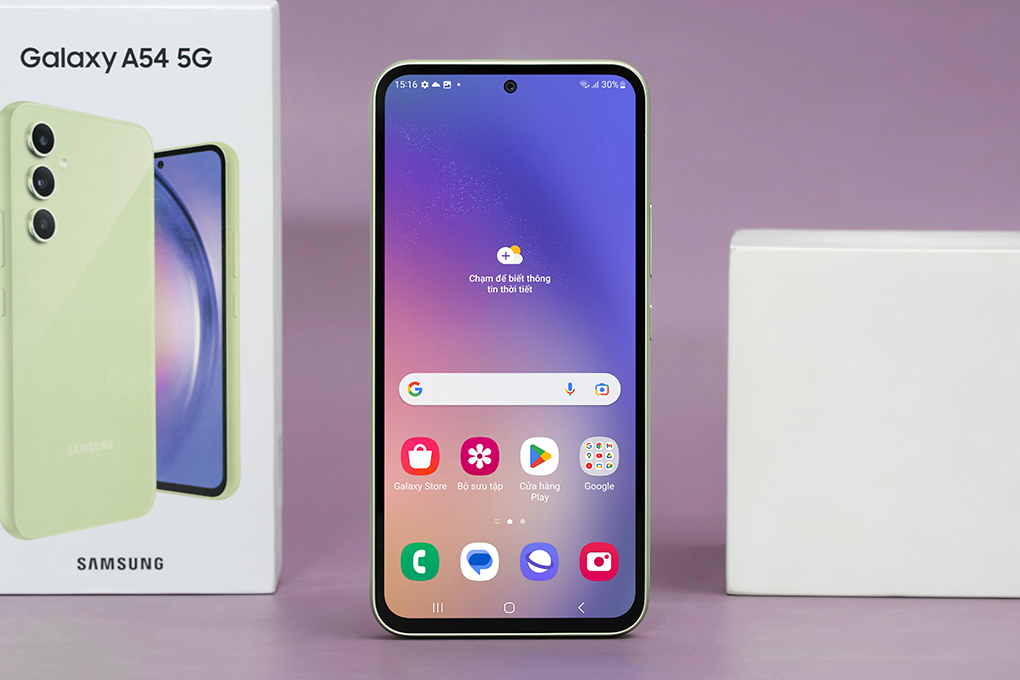 Galaxy A54 5G
SAMSUNG
SAMSUNG
15:16
30%
Chạm để biết thông
tin thời tiết
G
Galaxy Store
Bộ sưu tập
Cửa hàng
Play
Google